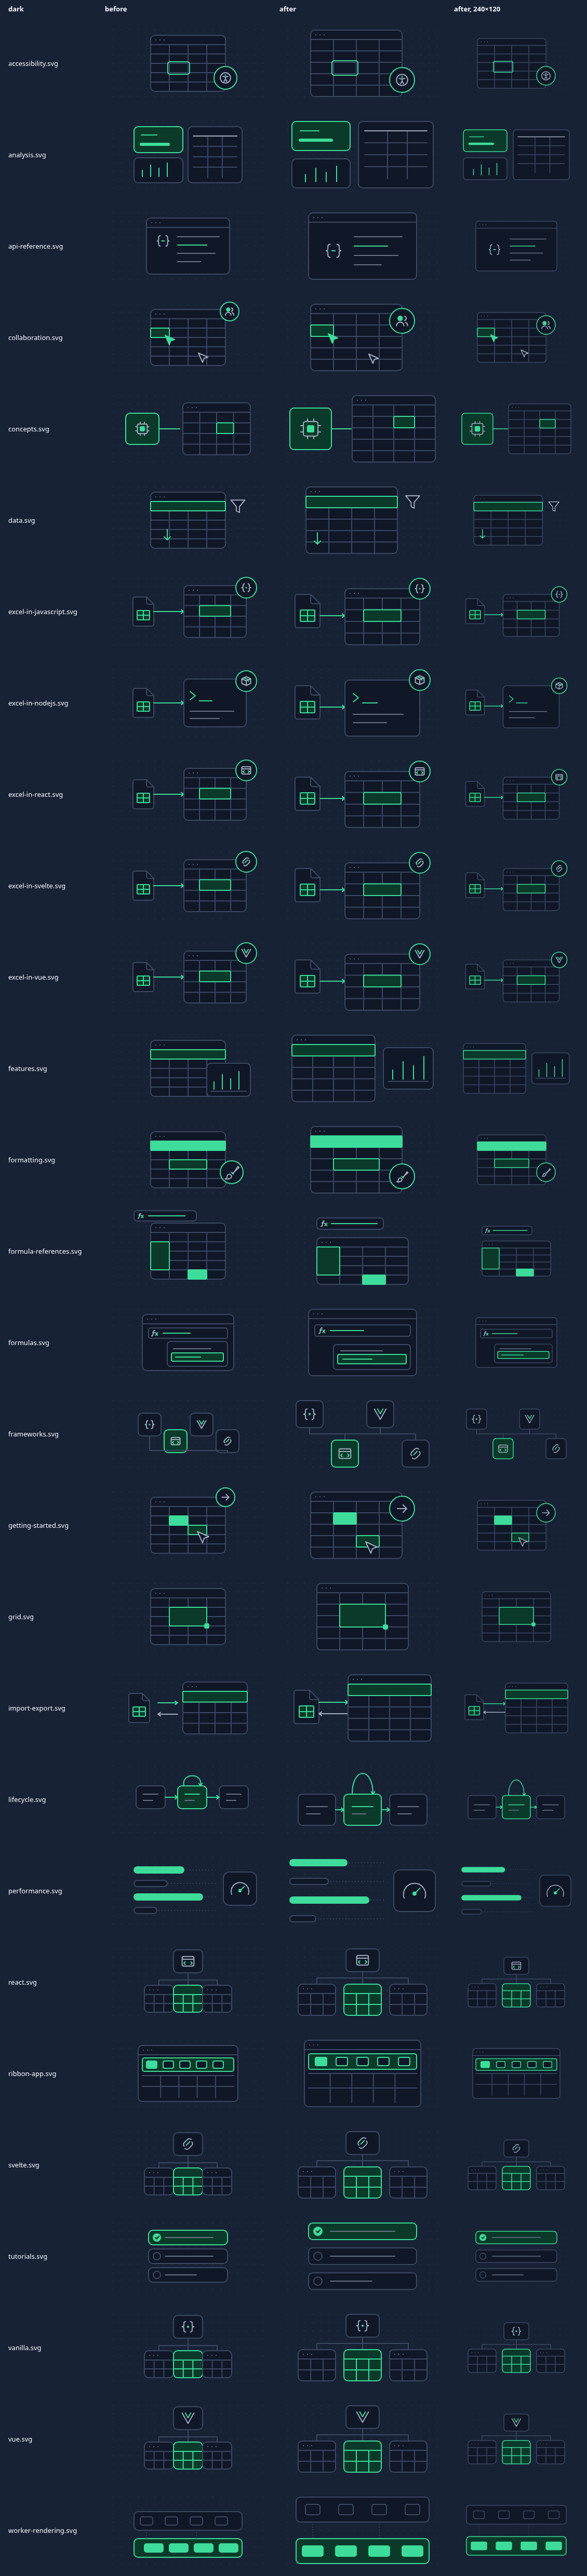 dark before after after, 240×120
accessibility.svg
analysis.svg
api-reference.svg
{-}
{-}
{-}
collaboration.svg
concepts.svg
data.svg
excel-in-javascript.svg
excel-in-nodejs.svg
excel-in-react.svg
excel-in-svelte.svg
excel-in-vue.svg
features.svg
formatting.svg
formula-references.svg
fx
fx
fx
formulas.svg
fx
fx
fx
frameworks.svg
getting-started.svg
grid.svg
import-export.svg
lifecycle.svg
performance.svg
react.svg
ribbon-app.svg
svelte.svg
tutorials.svg
vanilla.svg
vue.svg
worker-rendering.svg